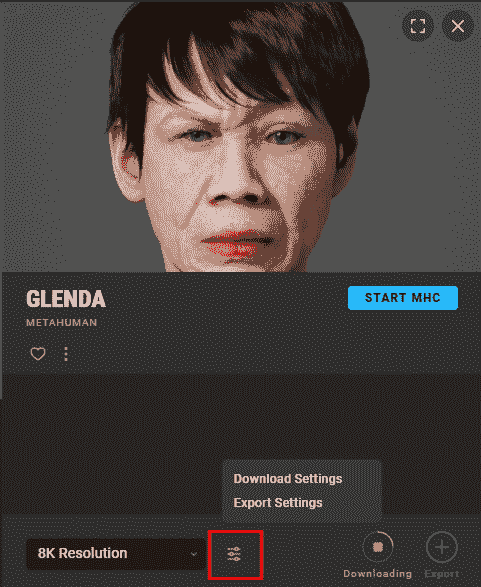 GLENDA
START MHC
METAHUMAN
Download Settings
Export Settings
8K Resolution
Downloading
Export